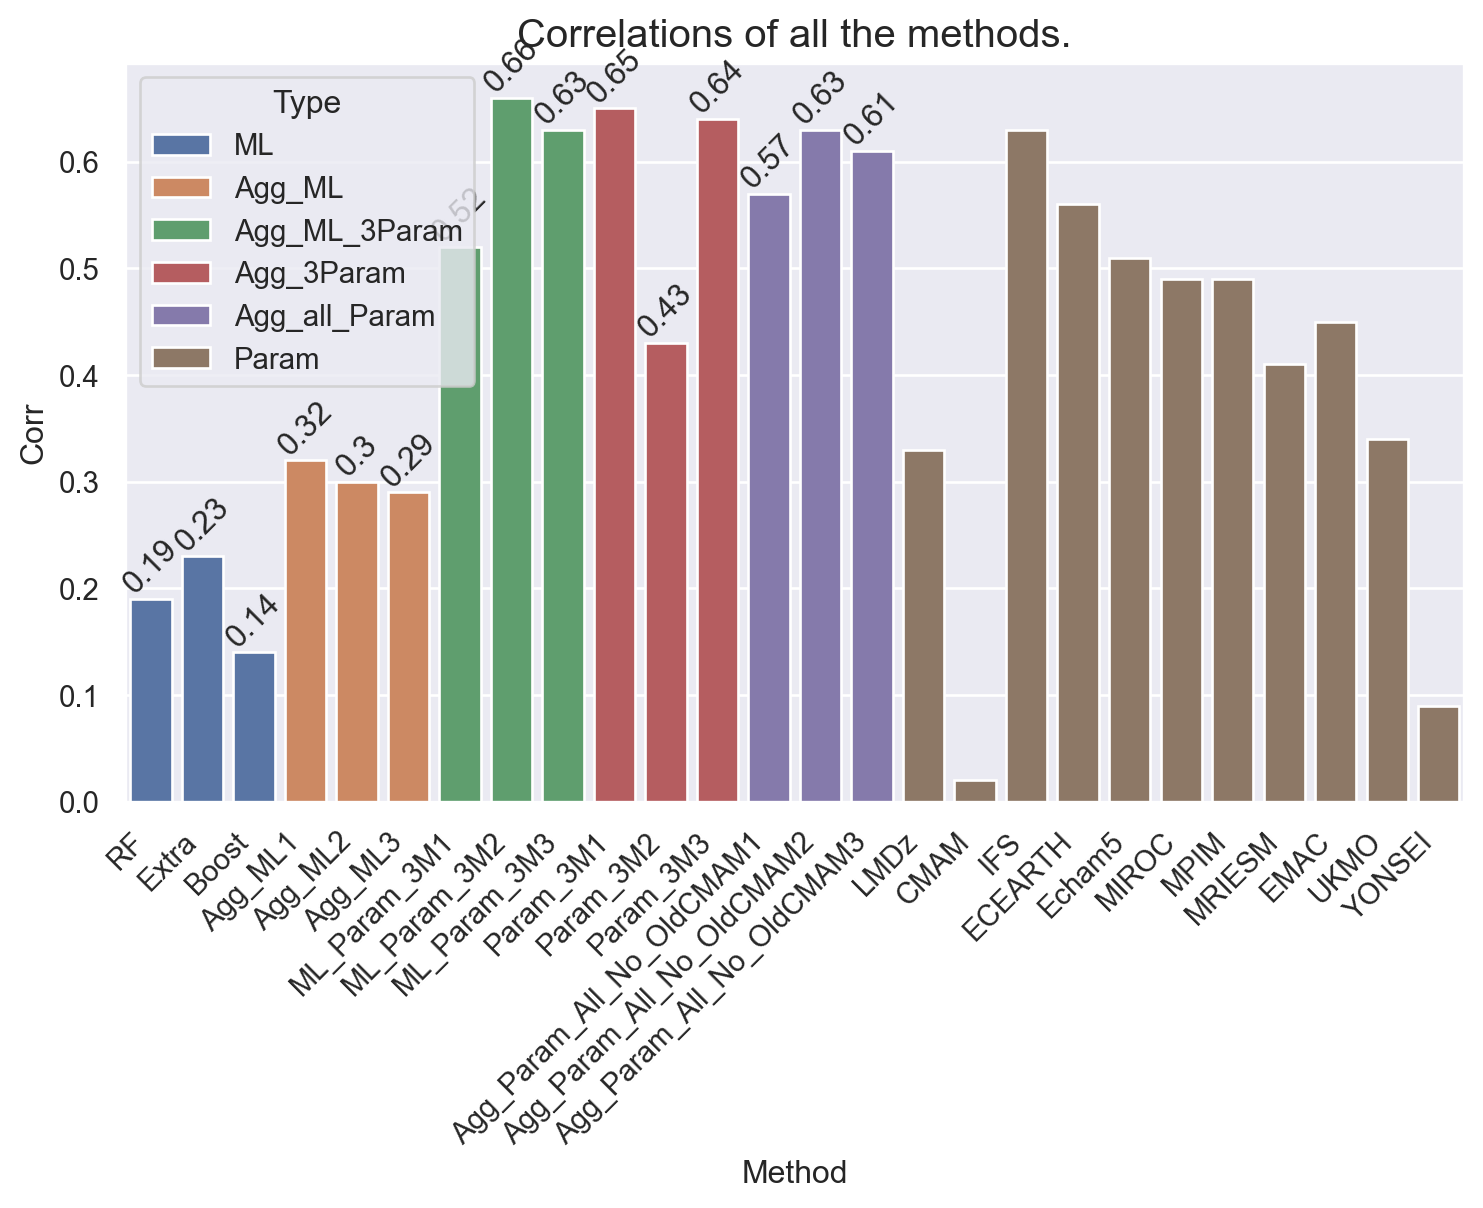 Correlations of all the methods.
Type
ML
Agg_ML
Agg_ML_3Param
Agg_3Param
Agg_all_Param
Param
Corr
0.6
0.5
0.4
0.3
0.2
0.1
0.0
0.19
0.23
0.14
0.32
0.3
0.29
0.52
0.66
0.63
0.65
0.43
0.64
0.57
0.63
0.61
RF
Extra
Boost
Agg_ML1
Agg_ML2
Agg_ML3
ML_Param_3M1
ML_Param_3M2
ML_Param_3M3
Param_3M1
Param_3M2
Param_3M3
Agg_Param_All_No_OldCMAM1
Agg_Param_All_No_OldCMAM2
Agg_Param_All_No_OldCMAM3
LMDz
CMAM
IFS
ECEARTH
Echam5
MIROC
MPIM
MRIESM
EMAC
UKMO
YONSEI
Method